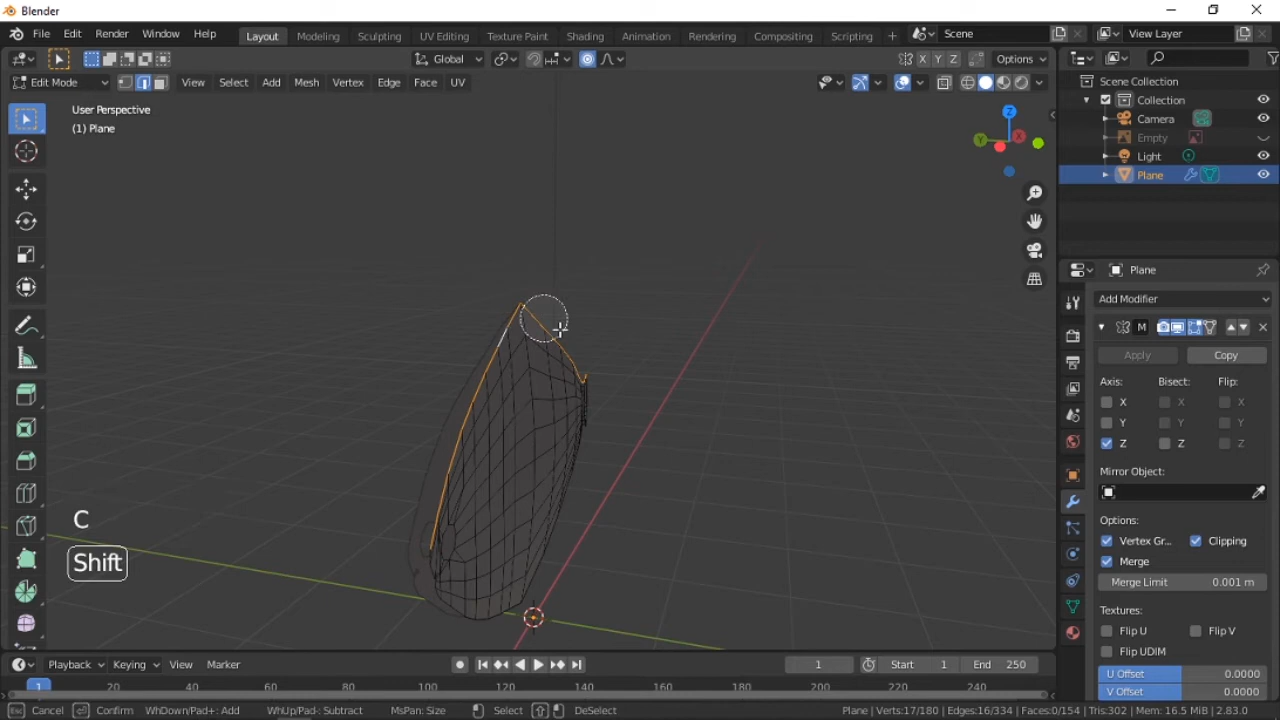 Blender
File Edit Render Window Help Layout Modeling Sculpting UV Editing Texture Paint Shading Animation Rendering Compositing Scripting + Scene View Layer
Global X Y Z Options
Edit Mode View Select Add Mesh Vertex Edge Face UV
User Perspective
(1) Plane
Z
Y
X
C
Shift
Scene Collection
Collection
Camera
Empty
Light
Plane
Plane
Add Modifier
M
Apply Copy
Axis: Bisect: Flip:
X X X
Y Y Y
Z Z Z
Mirror Object:
Options:
Vertex Gr... Clipping
Merge
Merge Limit 0.001 m
Textures:
Flip U Flip V
Flip UDIM
U Offset 0.0000
V Offset 0.0000
Playback Keying View Marker 1 Start 1 End 250
1 20 40 60 80 100 120 140 160 180 200 220 240
Esc Cancel Confirm WhDown/Pad+: Add WhUp/Pad-: Subtract MsPan: Size Select DeSelect Plane | Verts:17/180 | Edges:16/334 | Faces:0/154 | Tris:302 | Mem: 16.5 MiB | 2.83.0